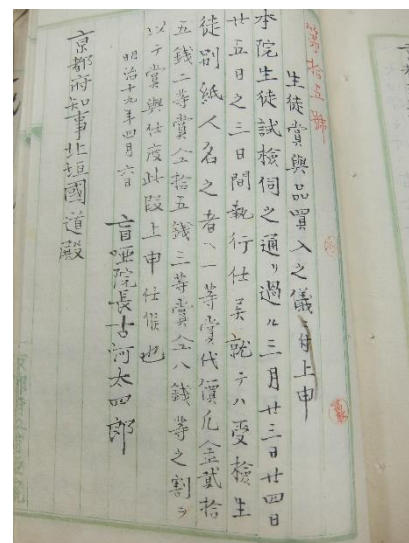 第拾五號
生徒賞與品買入之儀ニ付上申
本院生徒試檢伺之通リ過ル三月廿三日廿四日
廿五日之三日間執行仕候就テハ受檢生
徒別紙人名之者ヘ一等賞代價凡金貳拾
五錢二等賞金拾五錢三等賞金八錢等之割ヲ
以テ賞與仕度此段上申仕候也
明治十九年四月六日
盲啞院長古河太四郎
京都府知事北垣國道殿